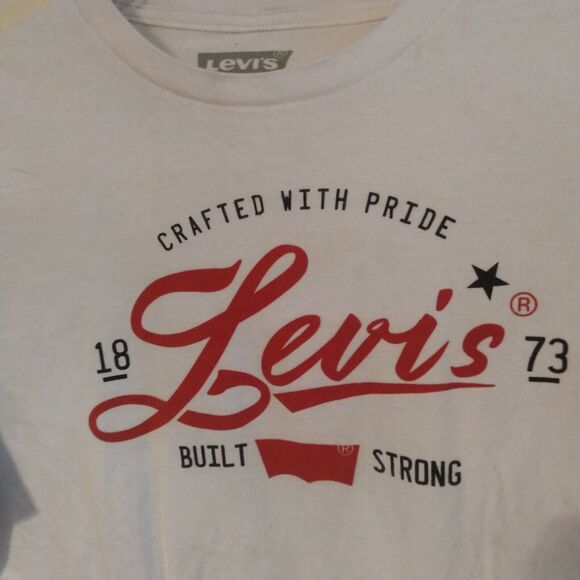 Levi's®
CRAFTED WITH PRIDE
18 Levi's® 73
BUILT ® STRONG